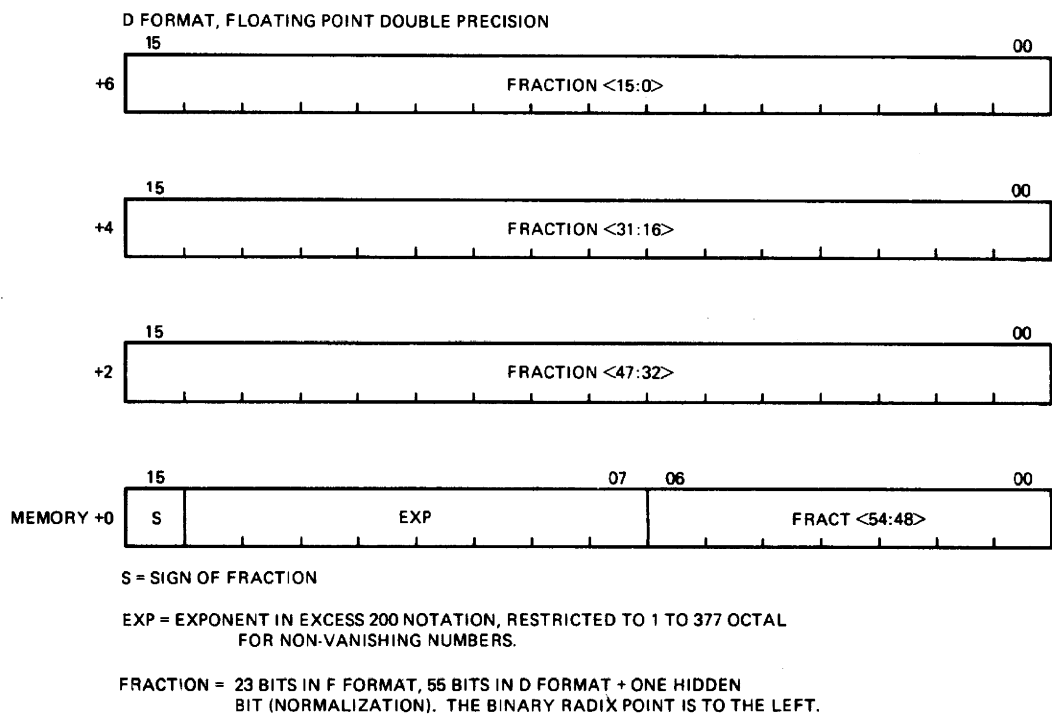 D FORMAT, FLOATING POINT DOUBLE PRECISION
15 00
+6 FRACTION <15:0>
15 00
+4 FRACTION <31:16>
15 00
+2 FRACTION <47:32>
15 07 06 00
MEMORY +0 S EXP FRACT <54:48>
S = SIGN OF FRACTION
EXP = EXPONENT IN EXCESS 200 NOTATION, RESTRICTED TO 1 TO 377 OCTAL
FOR NON-VANISHING NUMBERS.
FRACTION = 23 BITS IN F FORMAT, 55 BITS IN D FORMAT + ONE HIDDEN
BIT (NORMALIZATION). THE BINARY RADIX POINT IS TO THE LEFT.